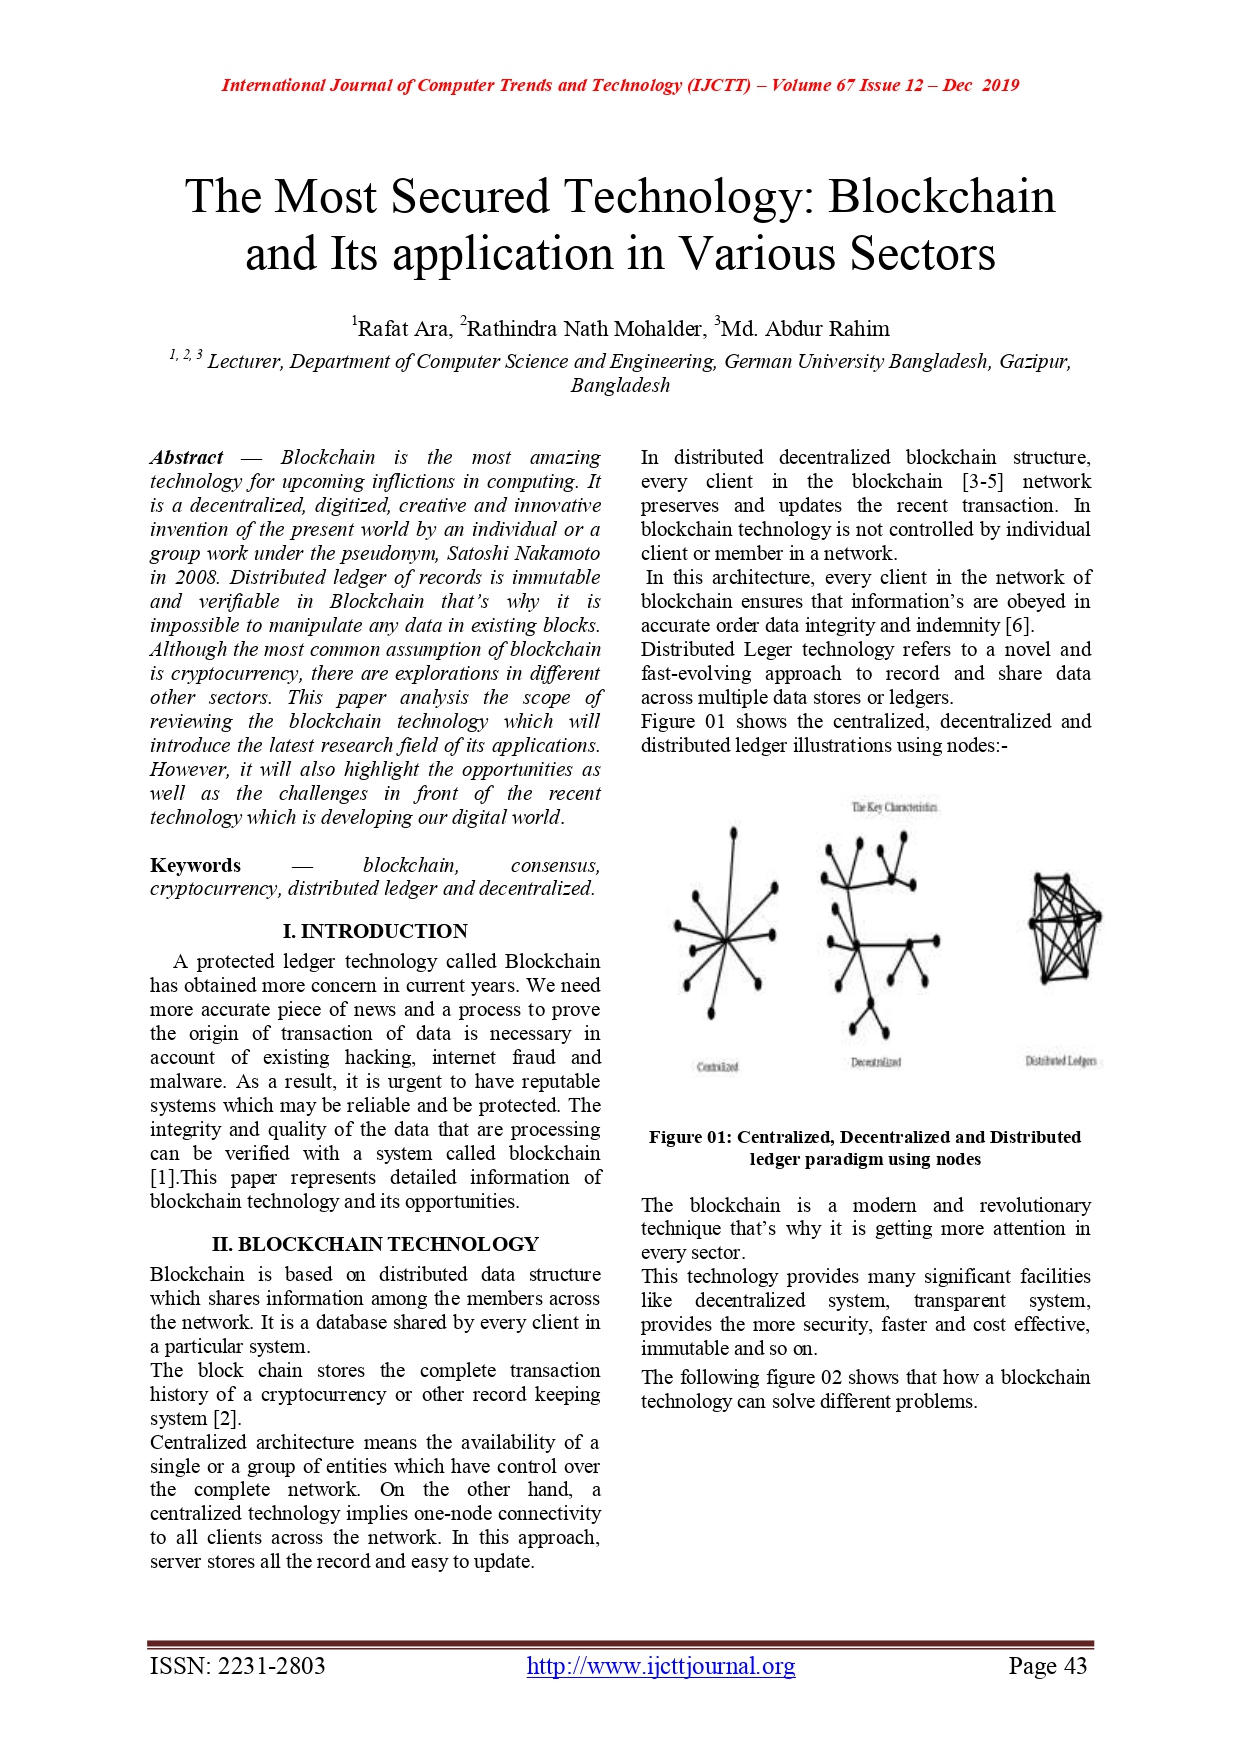 International Journal of Computer Trends and Technology (IJCTT) – Volume 67 Issue 12 – Dec 2019
The Most Secured Technology: Blockchain
and Its application in Various Sectors
1Rafat Ara, 2Rathindra Nath Mohalder, 3Md. Abdur Rahim
1, 2, 3 Lecturer, Department of Computer Science and Engineering, German University Bangladesh, Gazipur,
Bangladesh
Abstract — Blockchain is the most amazing
technology for upcoming inflictions in computing. It
is a decentralized, digitized, creative and innovative
invention of the present world by an individual or a
group work under the pseudonym, Satoshi Nakamoto
in 2008. Distributed ledger of records is immutable
and verifiable in Blockchain that’s why it is
impossible to manipulate any data in existing blocks.
Although the most common assumption of blockchain
is cryptocurrency, there are explorations in different
other sectors. This paper analysis the scope of
reviewing the blockchain technology which will
introduce the latest research field of its applications.
However, it will also highlight the opportunities as
well as the challenges in front of the recent
technology which is developing our digital world.
Keywords — blockchain, consensus,
cryptocurrency, distributed ledger and decentralized.
I. INTRODUCTION
A protected ledger technology called Blockchain
has obtained more concern in current years. We need
more accurate piece of news and a process to prove
the origin of transaction of data is necessary in
account of existing hacking, internet fraud and
malware. As a result, it is urgent to have reputable
systems which may be reliable and be protected. The
integrity and quality of the data that are processing
can be verified with a system called blockchain
[1].This paper represents detailed information of
blockchain technology and its opportunities.
II. BLOCKCHAIN TECHNOLOGY
Blockchain is based on distributed data structure
which shares information among the members across
the network. It is a database shared by every client in
a particular system.
The block chain stores the complete transaction
history of a cryptocurrency or other record keeping
system [2].
Centralized architecture means the availability of a
single or a group of entities which have control over
the complete network. On the other hand, a
centralized technology implies one-node connectivity
to all clients across the network. In this approach,
server stores all the record and easy to update.
In distributed decentralized blockchain structure,
every client in the blockchain [3-5] network
preserves and updates the recent transaction. In
blockchain technology is not controlled by individual
client or member in a network.
In this architecture, every client in the network of
blockchain ensures that information’s are obeyed in
accurate order data integrity and indemnity [6].
Distributed Leger technology refers to a novel and
fast-evolving approach to record and share data
across multiple data stores or ledgers.
Figure 01 shows the centralized, decentralized and
distributed ledger illustrations using nodes:-
The Key Characteristics
Centralized
Decentralized
Distributed Ledgers
Figure 01: Centralized, Decentralized and Distributed
ledger paradigm using nodes
The blockchain is a modern and revolutionary
technique that’s why it is getting more attention in
every sector.
This technology provides many significant facilities
like decentralized system, transparent system,
provides the more security, faster and cost effective,
immutable and so on.
The following figure 02 shows that how a blockchain
technology can solve different problems.
ISSN: 2231-2803 http://www.ijcttjournal.org Page 43